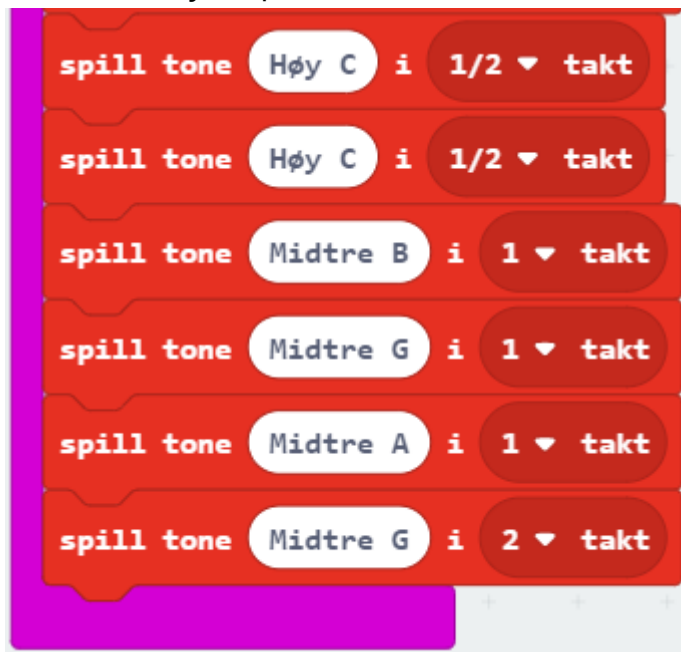 spill tone Høy C i 1/2 takt
spill tone Høy C i 1/2 takt
spill tone Midtre B i 1 takt
spill tone Midtre G i 1 takt
spill tone Midtre A i 1 takt
spill tone Midtre G i 2 takt